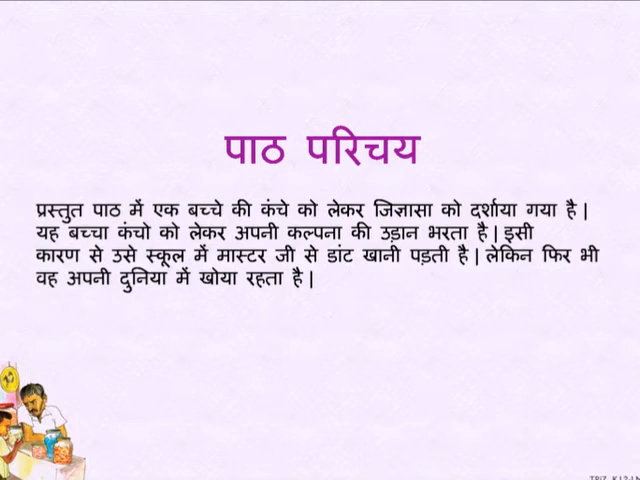 पाठ परिचय
प्रस्तुत पाठ में एक बच्चे की कंचे को लेकर जिज्ञासा को दर्शाया गया है |
यह बच्चा कंचो को लेकर अपनी कल्पना की उड़ान भरता है | इसी
कारण से उसे स्कूल में मास्टर जी से डांट खानी पड़ती है | लेकिन फिर भी
वह अपनी दुनिया में खोया रहता है |